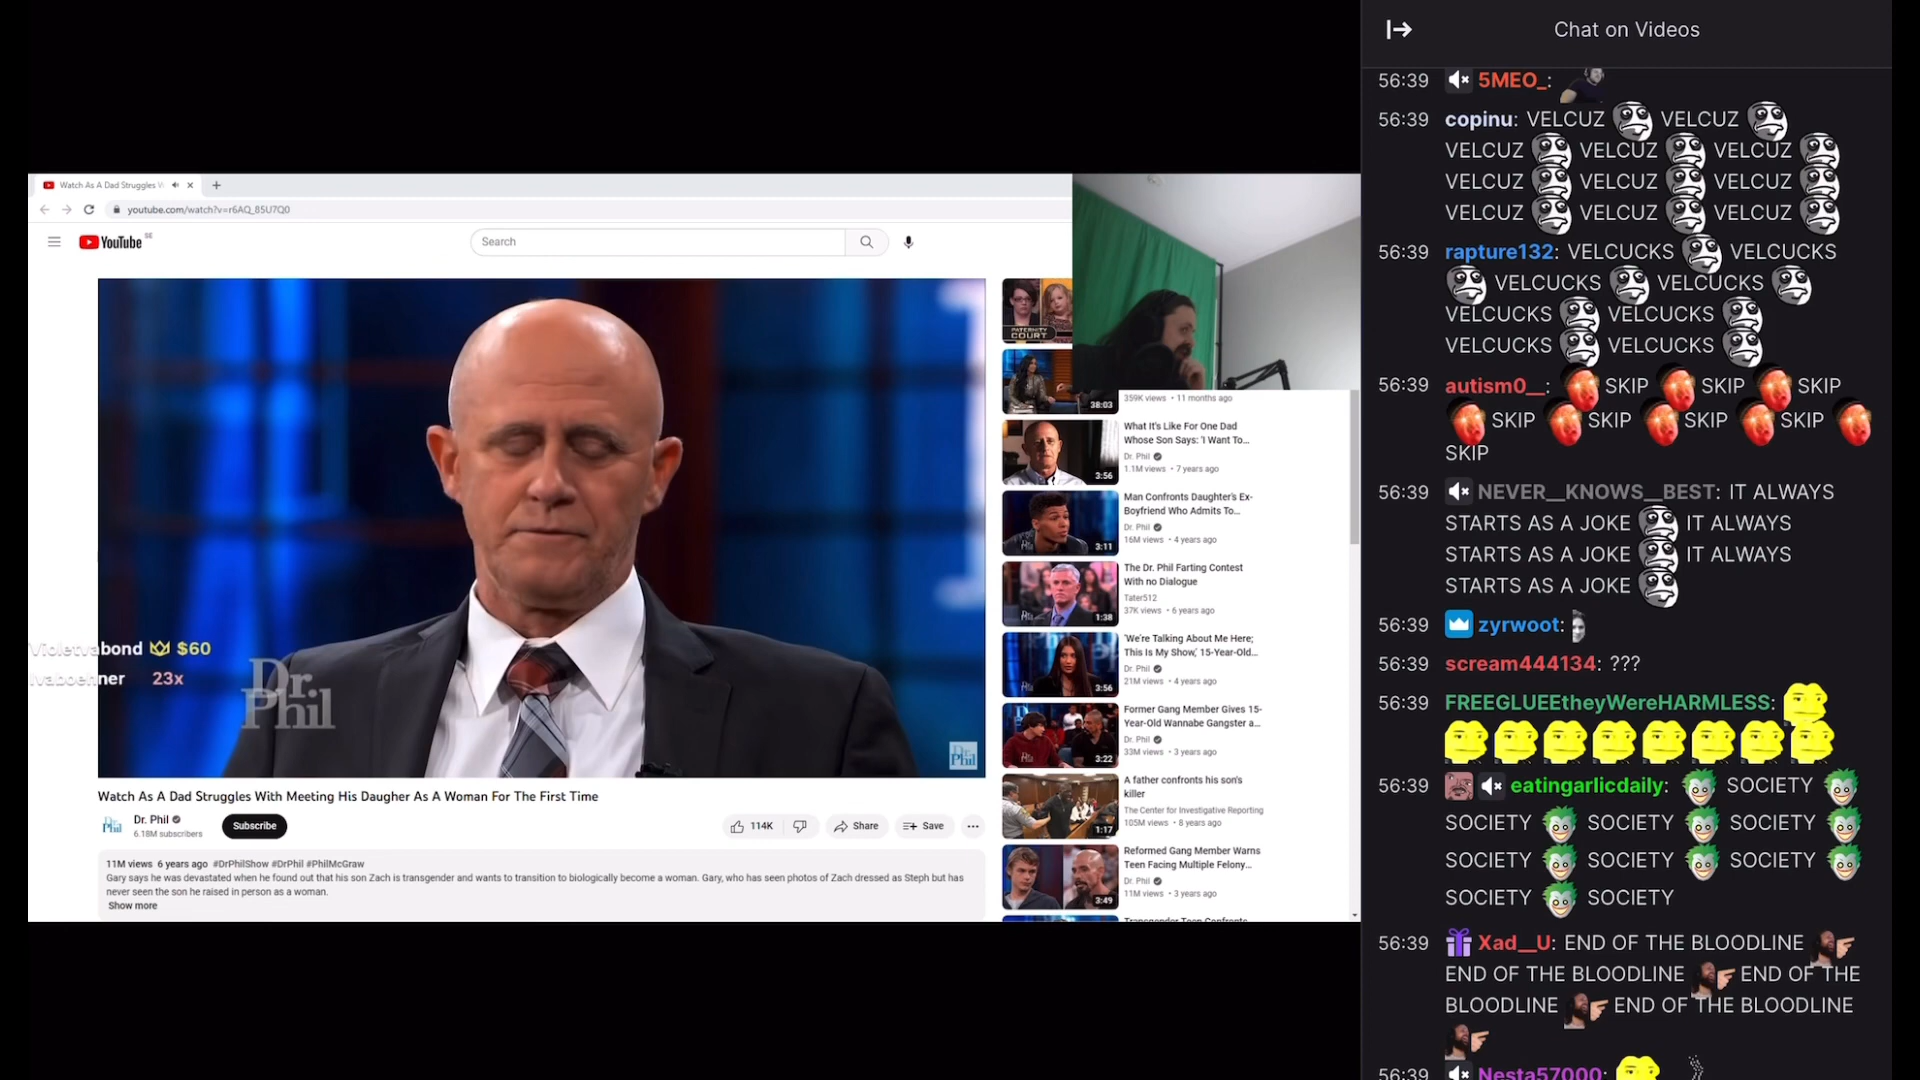 Watch As A Dad Struggles W
youtube.com/watch?v=r6AQ_85U7Q0
YouTube SE
Search
Dr. Phil
Violetvabond $60
lvaboehner 23x
Dr. Phil
Watch As A Dad Struggles With Meeting His Daugher As A Woman For The First Time
Dr. Phil
6.18M subscribers
Subscribe
114K
Share
Save
11M views 6 years ago #DrPhilShow #DrPhil #PhilMcGraw
Gary says he was devastated when he found out that his son Zach is transgender and wants to transition to biologically become a woman. Gary, who has seen photos of Zach dressed as Steph but has
never seen the son he raised in person as a woman.
Show more
PATERNITY
COURT
38:03
359K views • 11 months ago
What It's Like For One Dad
Whose Son Says: 'I Want To...
Dr. Phil
1.1M views • 7 years ago
3:56
Man Confronts Daughter's Ex-
Boyfriend Who Admits To...
Dr. Phil
16M views • 4 years ago
3:11
The Dr. Phil Farting Contest
With no Dialogue
Tater512
37K views • 6 years ago
1:38
'We're Talking About Me Here;
This Is My Show,' 15-Year-Old...
Dr. Phil
21M views • 4 years ago
3:56
Former Gang Member Gives 15-
Year-Old Wannabe Gangster a...
Dr. Phil
33M views • 3 years ago
3:22
A father confronts his son's
killer
The Center for Investigative Reporting
105M views • 8 years ago
1:17
Reformed Gang Member Warns
Teen Facing Multiple Felony...
Dr. Phil
11M views • 3 years ago
3:49
Transgender Teen Confronts
Chat on Videos
56:39 5MEO_:
56:39 copinu: VELCUZ VELCUZ
VELCUZ VELCUZ VELCUZ
VELCUZ VELCUZ VELCUZ
VELCUZ VELCUZ VELCUZ
56:39 rapture132: VELCUCKS VELCUCKS
VELCUCKS VELCUCKS
VELCUCKS VELCUCKS
VELCUCKS VELCUCKS
56:39 autism0__: SKIP SKIP SKIP
SKIP SKIP SKIP SKIP
SKIP
56:39 NEVER__KNOWS__BEST: IT ALWAYS
STARTS AS A JOKE IT ALWAYS
STARTS AS A JOKE IT ALWAYS
STARTS AS A JOKE
56:39 zyrwoot:
56:39 scream444134: ???
56:39 FREEGLUEEtheyWereHARMLESS:
56:39 eatingarlicdaily: SOCIETY
SOCIETY SOCIETY SOCIETY
SOCIETY SOCIETY SOCIETY
SOCIETY SOCIETY
56:39 Xad__U: END OF THE BLOODLINE
END OF THE BLOODLINE END OF THE
BLOODLINE END OF THE BLOODLINE
56:39 Nesta57000: